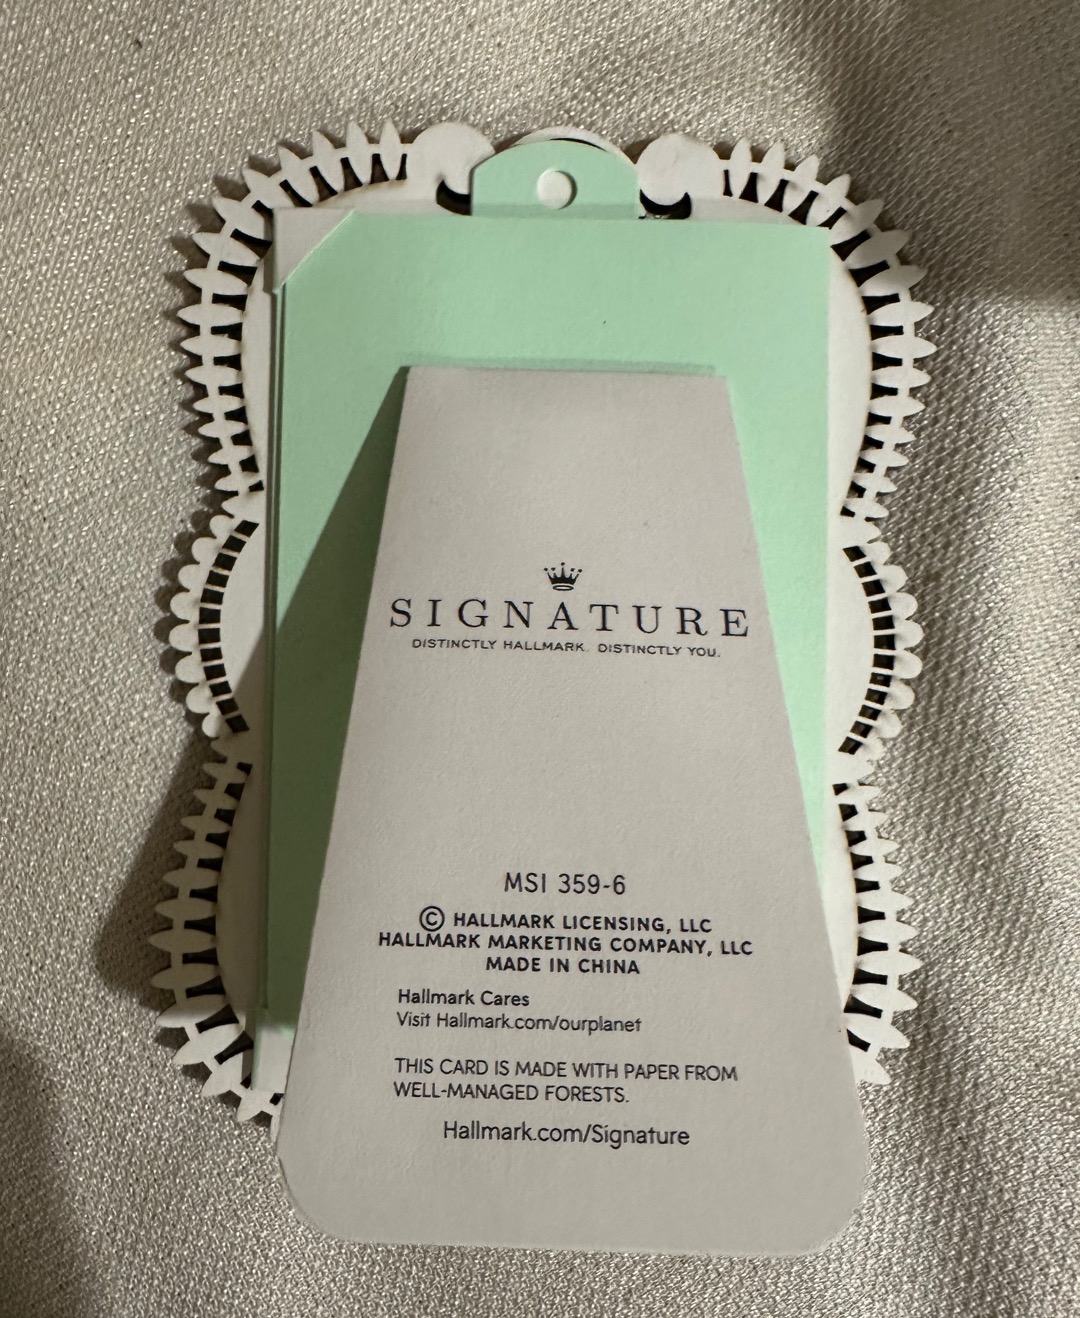 SIGNATURE
DISTINCTLY HALLMARK. DISTINCTLY YOU.
MSI 359-6
© HALLMARK LICENSING, LLC
HALLMARK MARKETING COMPANY, LLC
MADE IN CHINA
Hallmark Cares
Visit Hallmark.com/ourplanet
THIS CARD IS MADE WITH PAPER FROM
WELL-MANAGED FORESTS.
Hallmark.com/Signature